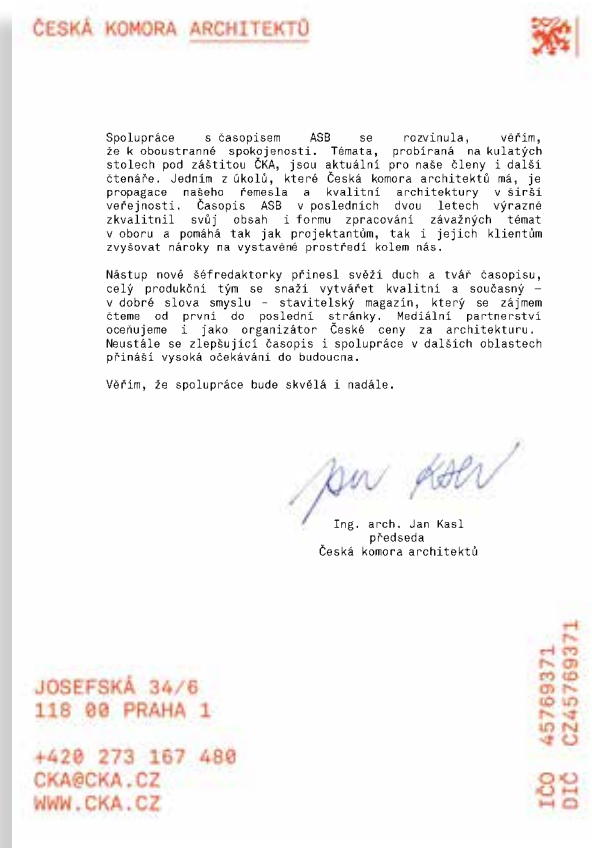 ČESKÁ KOMORA ARCHITEKTŮ
Spolupráce s časopisem ASB se rozvinula, věřím,
že k oboustranné spokojenosti. Témata, probíraná na kulatých
stolech pod záštitou ČKA, jsou aktuální pro naše členy i další
čtenáře. Jedním z úkolů, které Česká komora architektů má, je
propagace našeho řemesla a kvalitní architektury v širší
veřejnosti. Časopis ASB v posledních dvou letech výrazně
zkvalitnil svůj obsah i formu zpracování závažných témat
v oboru a pomáhá tak jak projektantům, tak i jejich klientům
zvyšovat nároky na vystavěné prostředí kolem nás.
Nástup nové šéfredaktorky přinesl svěží duch a tvář časopisu,
celý produkční tým se snaží vytvářet kvalitní a současný –
v dobré slova smyslu – stavitelský magazín, který se zájmem
čteme od první do poslední stránky. Mediální partnerství
oceňujeme i jako organizátor České ceny za architekturu.
Neustále se zlepšující časopis i spolupráce v dalších oblastech
přináší vysoká očekávání do budoucna.
Věřím, že spolupráce bude skvělá i nadále.
Jan Kasl
Ing. arch. Jan Kasl
předseda
Česká komora architektů
JOSEFSKÁ 34/6
118 00 PRAHA 1
+420 273 167 480
CKA@CKA.CZ
WWW.CKA.CZ
IČO 45769371
DIČ CZ45769371